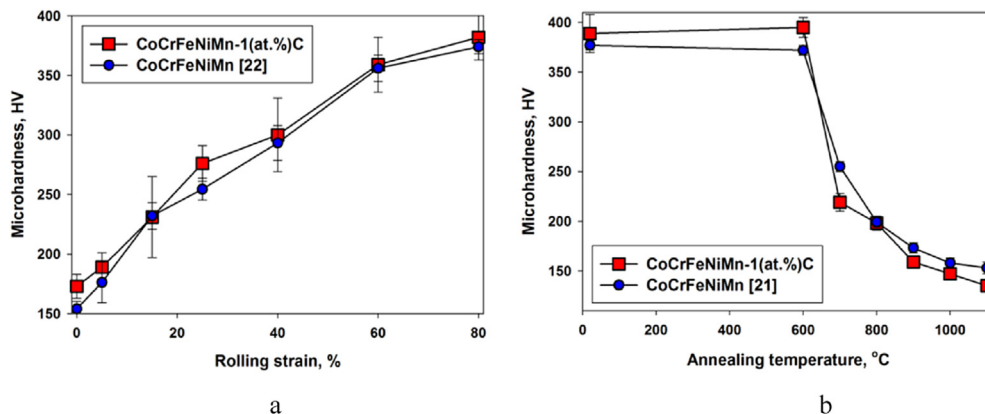 CoCrFeNiMn-1(at.%)C
CoCrFeNiMn [22]
Microhardness, HV
400
350
300
250
200
150
0
20
40
60
80
Rolling strain, %
a
Microhardness, HV
400
350
300
250
200
150
CoCrFeNiMn-1(at.%)C
CoCrFeNiMn [21]
0
200
400
600
800
1000
Annealing temperature, °C
b